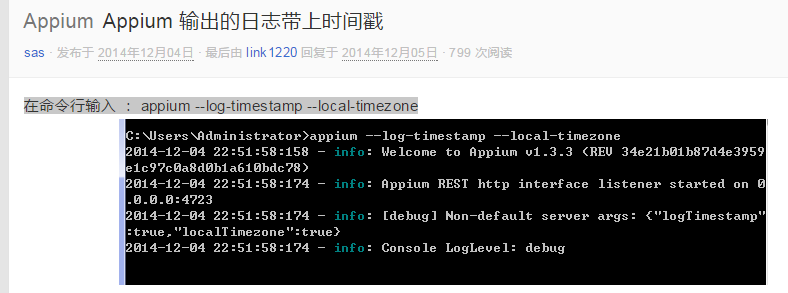 Appium Appium 输出的日志带上时间戳
sas · 发布于 2014年12月04日 · 最后由 link1220 回复于 2014年12月05日 · 799 次阅读
在命令行输入 ： appium --log-timestamp --local-timezone
C:\Users\Administrator>appium --log-timestamp --local-timezone
2014-12-04 22:51:58:158 - info: Welcome to Appium v1.3.3 (REV 34e21b01b87d4e3959
e1c97c0a8d0b1a610bdc78)
2014-12-04 22:51:58:174 - info: Appium REST http interface listener started on 0
.0.0.0:4723
2014-12-04 22:51:58:174 - info: [debug] Non-default server args: {"logTimestamp"
:true,"localTimezone":true}
2014-12-04 22:51:58:174 - info: Console LogLevel: debug